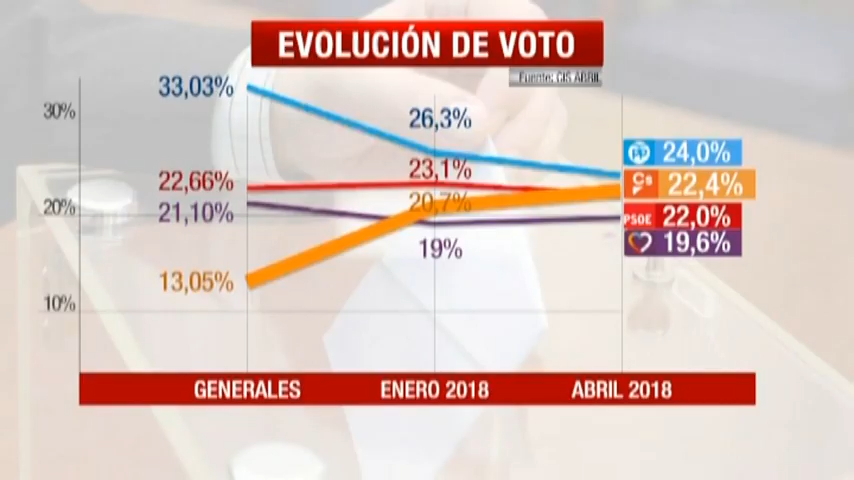 EVOLUCIÓN DE VOTO
Fuente: CIS ABRIL
30%
20%
10%
33,03%
22,66%
21,10%
13,05%
26,3%
23,1%
20,7%
19%
PP 24,0%
Cs 22,4%
PSOE 22,0%
19,6%
GENERALES ENERO 2018 ABRIL 2018